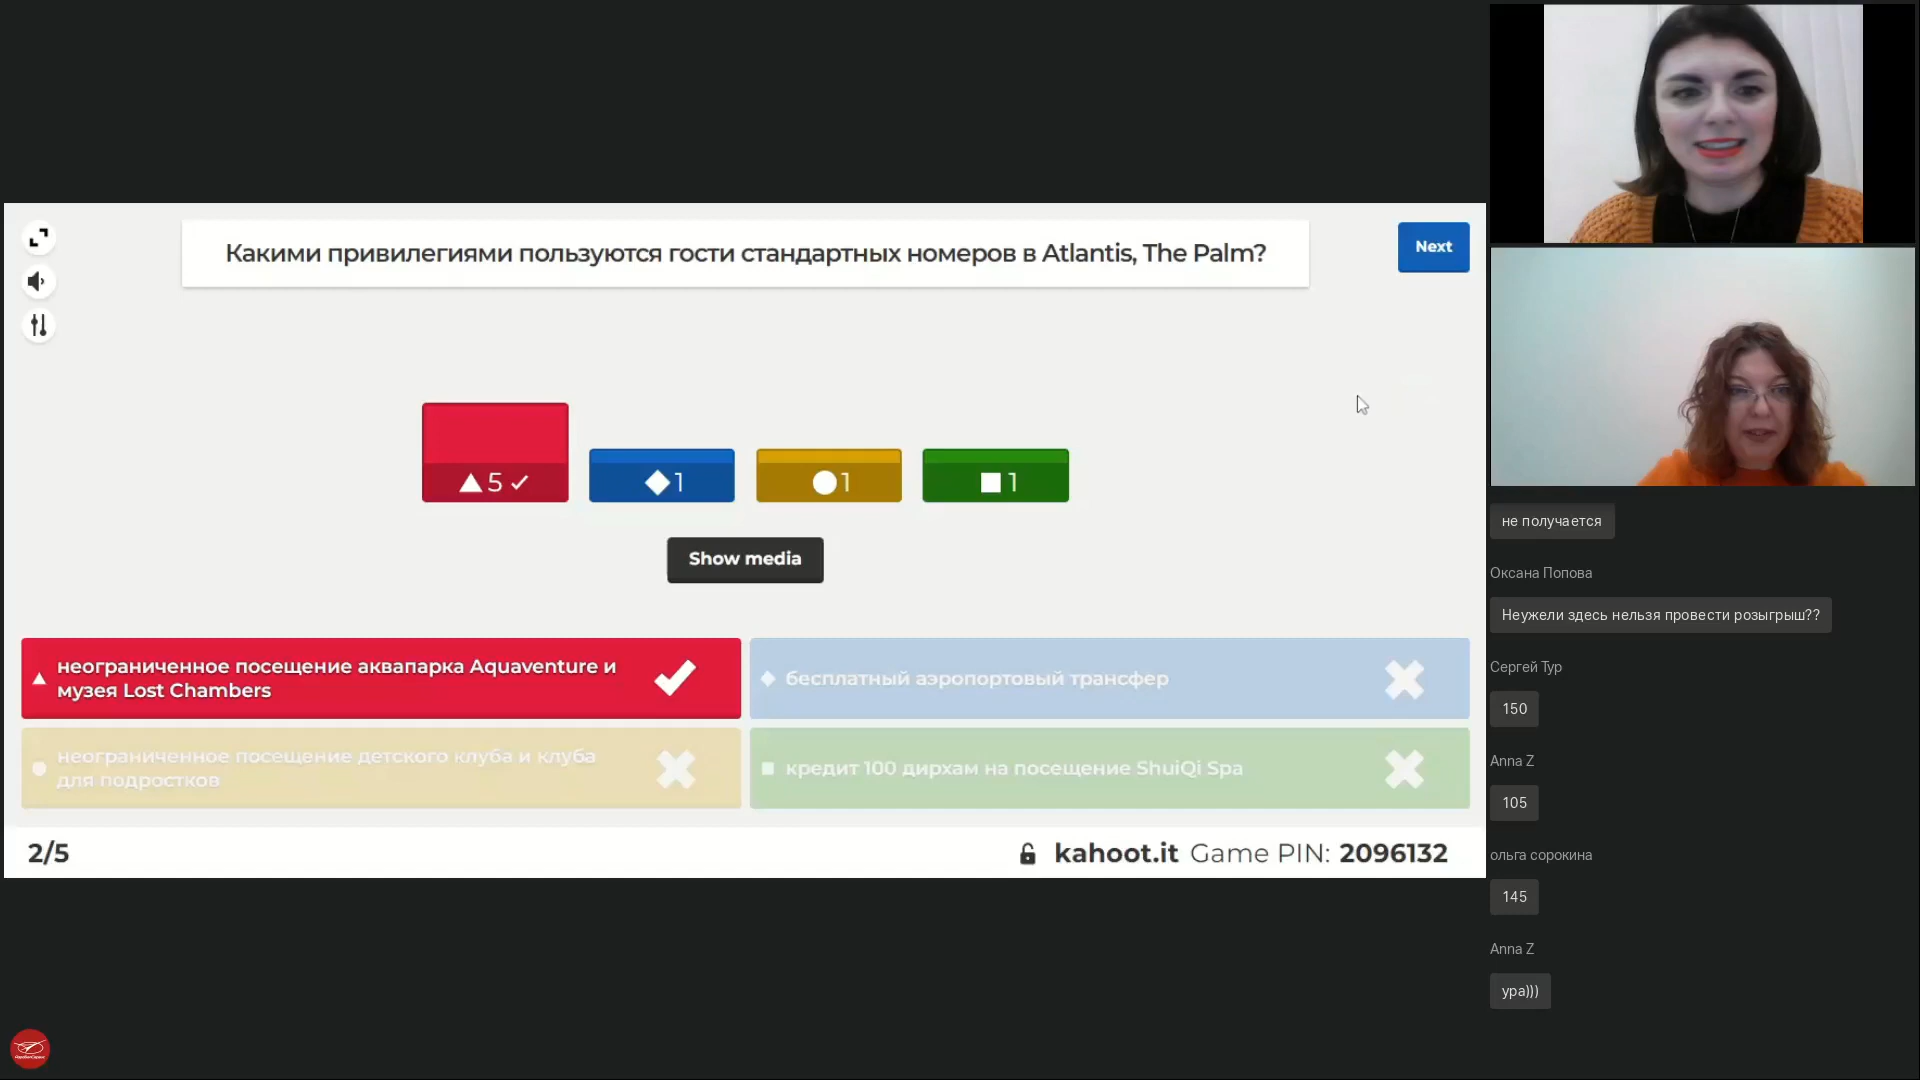 Какими привилегиями пользуются гости стандартных номеров в Atlantis, The Palm?
Next
5
1
1
1
Show media
неограниченное посещение аквапарка Aquaventure и
музея Lost Chambers
бесплатный аэропортовый трансфер
неограниченное посещение детского клуба и клуба
для подростков
кредит 100 дирхам на посещение ShuiQi Spa
2/5
kahoot.it Game PIN: 2096132
не получается
Оксана Попова
Неужели здесь нельзя провести розыгрыш??
Сергей Тур
150
Anna Z
105
ольга сорокина
145
Anna Z
ура)))